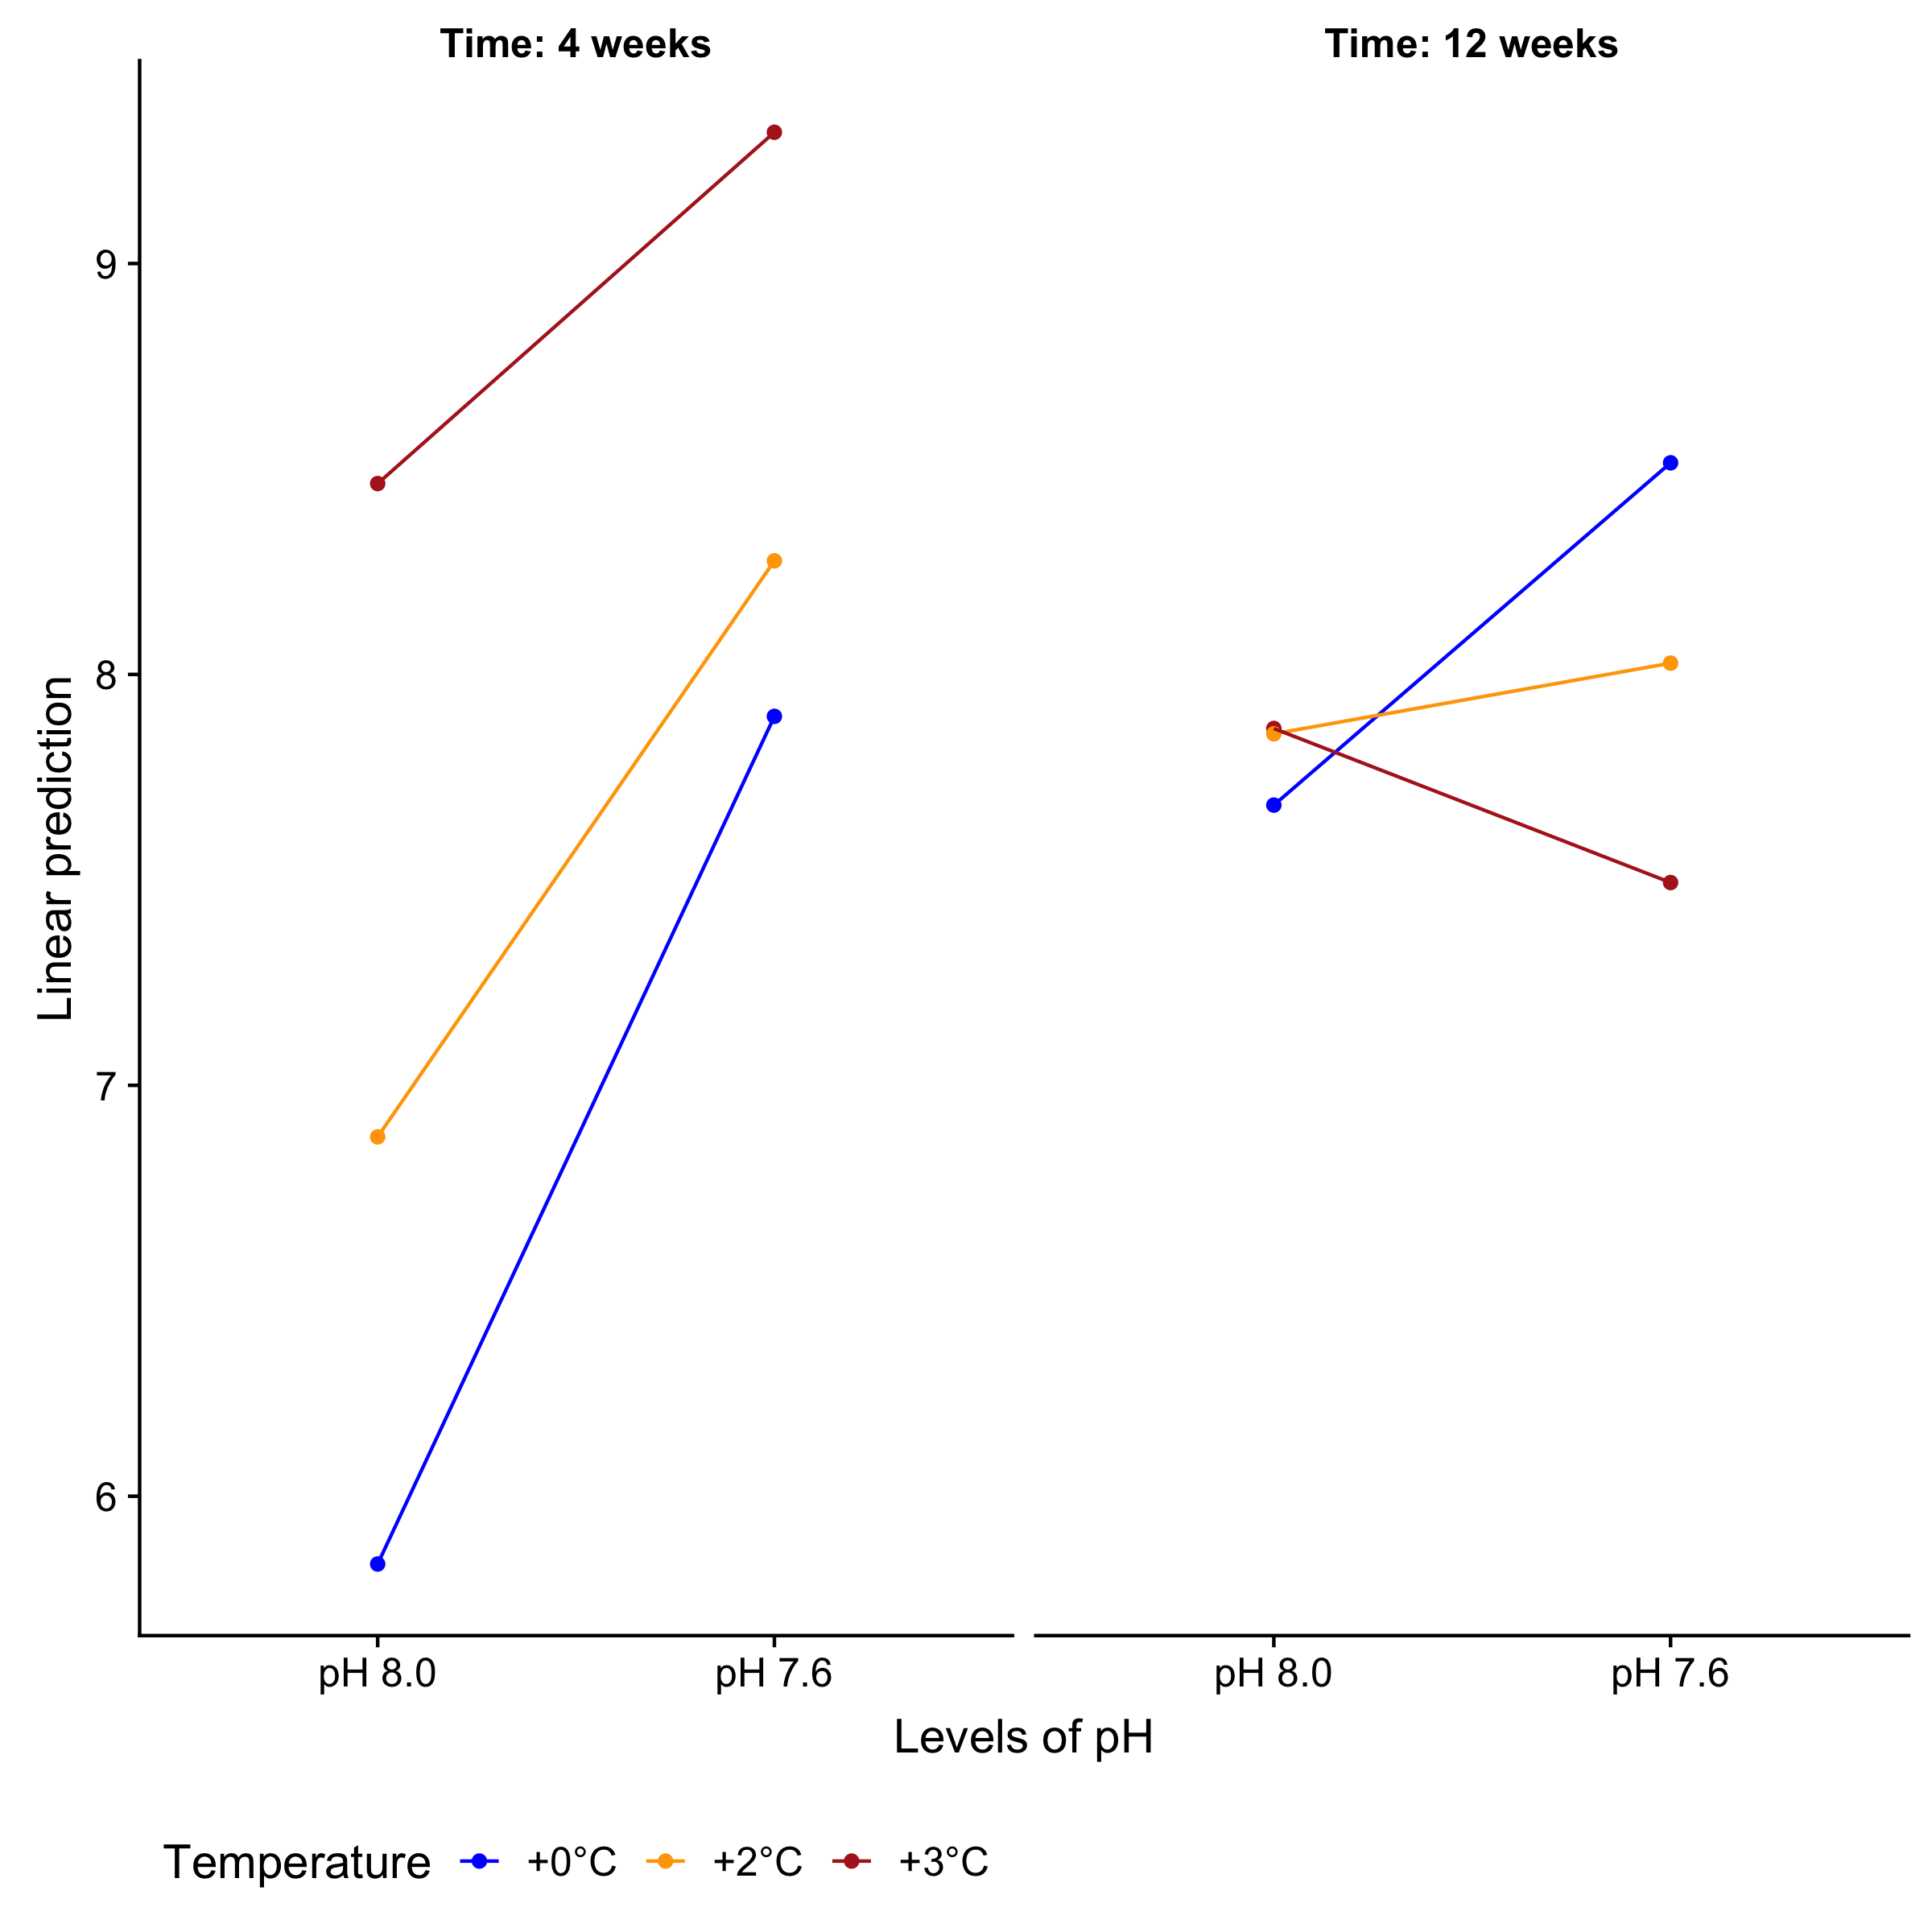 Time: 4 weeks
Time: 12 weeks
Linear prediction
9
8
7
6
pH 8.0
pH 7.6
pH 8.0
pH 7.6
Levels of pH
Temperature +0°C +2°C +3°C